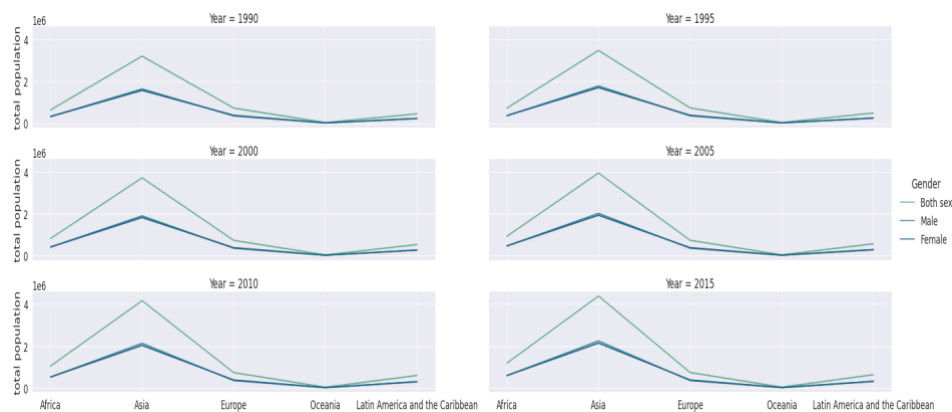 Year = 1990
Year = 1995
1e6
total population
4
2
0
Year = 2000
Year = 2005
1e6
total population
4
2
0
Gender
Both sex
Male
Female
Year = 2010
Year = 2015
1e6
total population
4
2
0
Africa Asia Europe Oceania Latin America and the Caribbean
Africa Asia Europe Oceania Latin America and the Caribbean